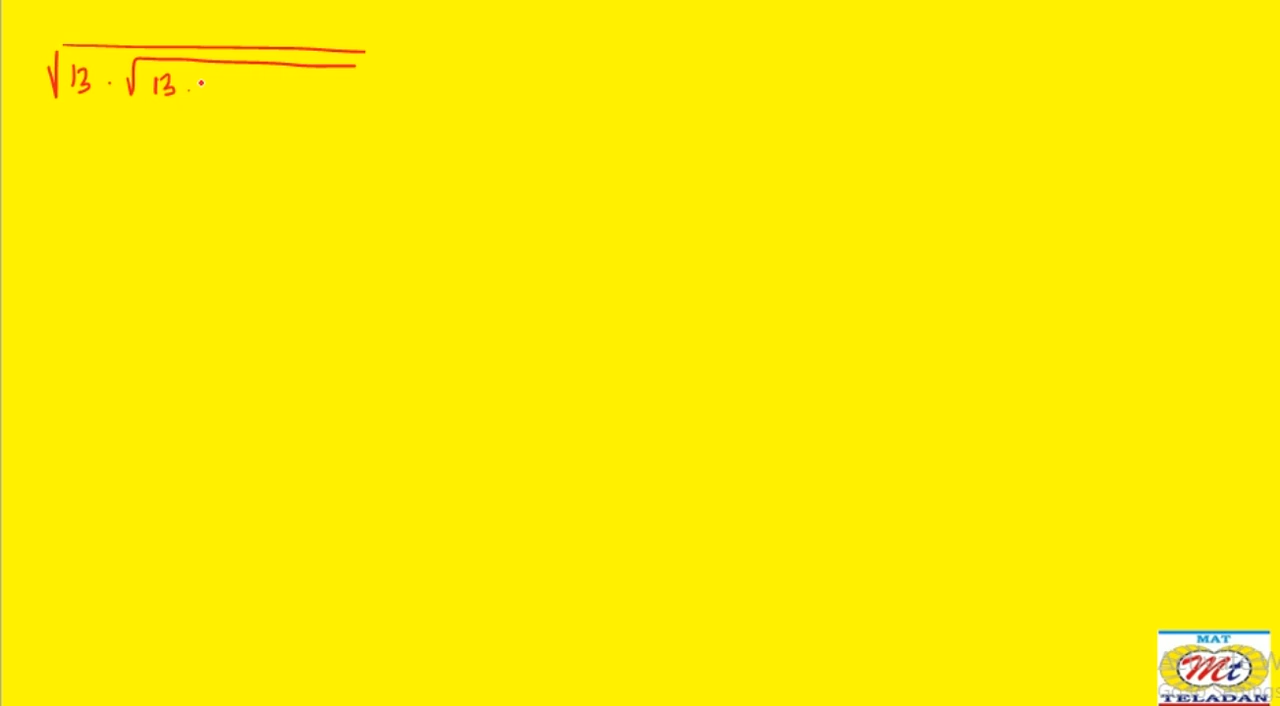 √13 · √13 .
MAT
Mt
TELADAN